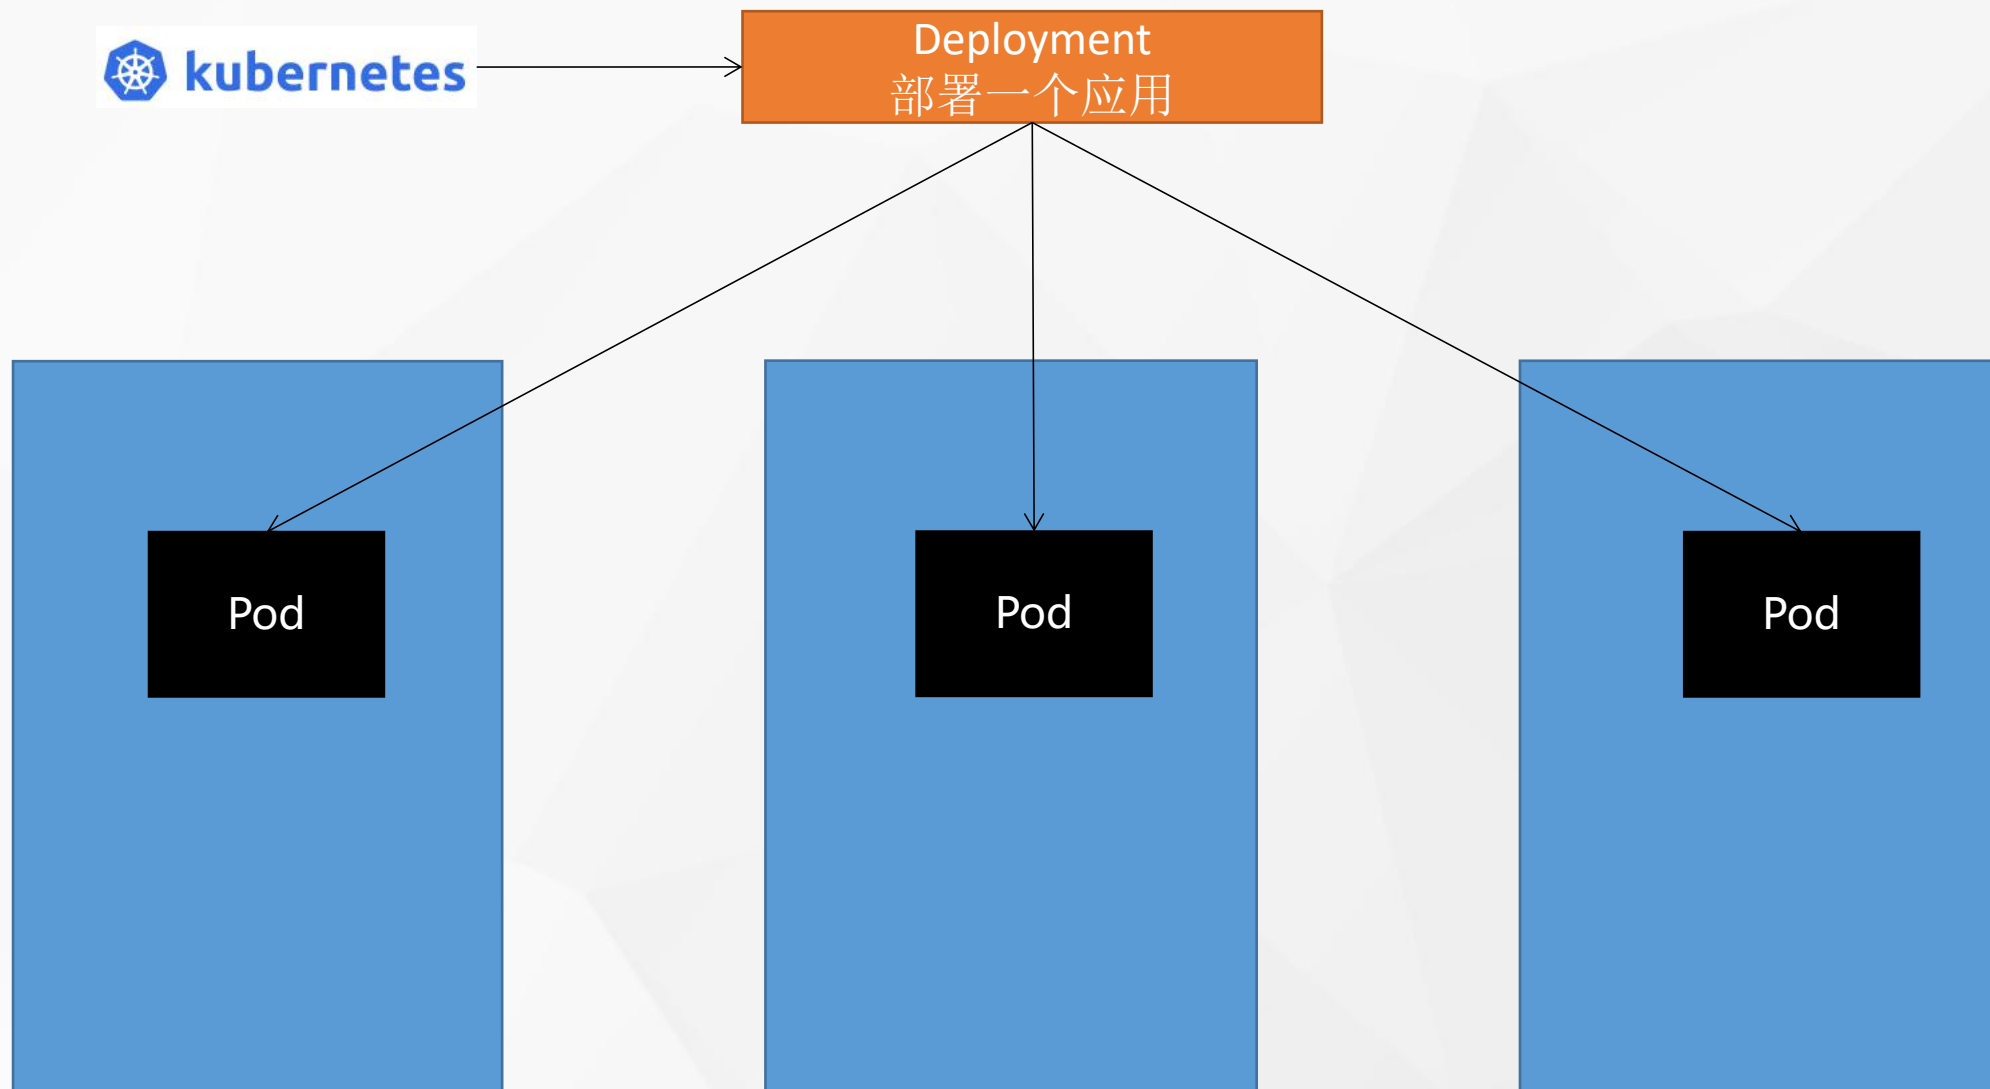 kubernetes
Deployment
部署一个应用
Pod
Pod
Pod